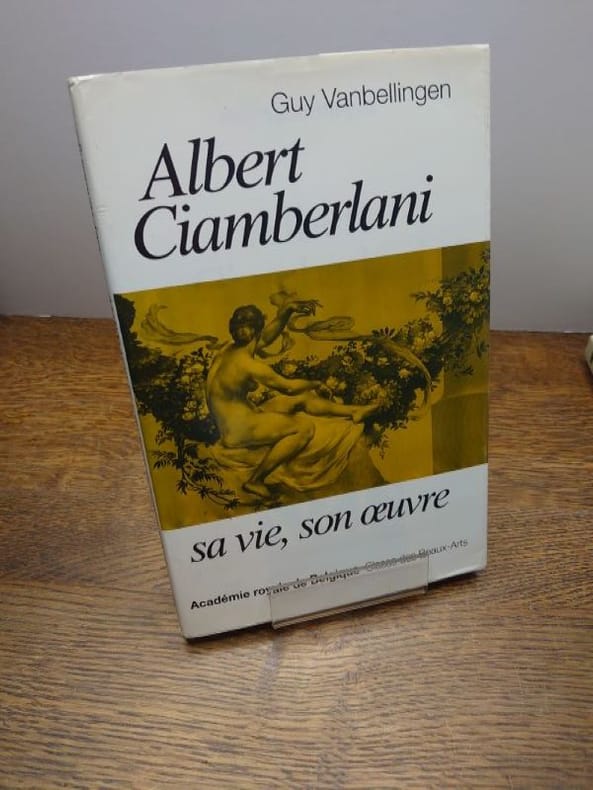 Guy Vanbellingen
Albert
Ciamberlani
sa vie, son œuvre
Académie royale de Belgique Classe des Beaux-Arts